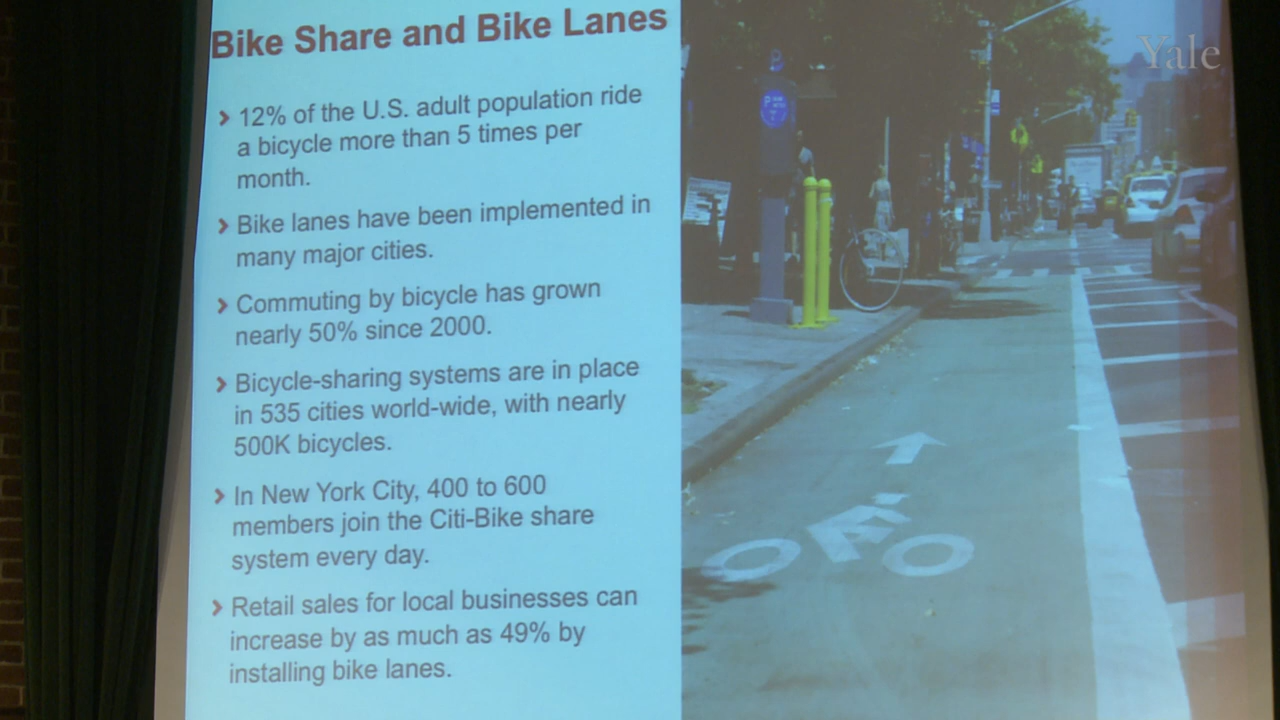 Bike Share and Bike Lanes
Yale
› 12% of the U.S. adult population ride
a bicycle more than 5 times per
month.
› Bike lanes have been implemented in
many major cities.
› Commuting by bicycle has grown
nearly 50% since 2000.
› Bicycle-sharing systems are in place
in 535 cities world-wide, with nearly
500K bicycles.
› In New York City, 400 to 600
members join the Citi-Bike share
system every day.
› Retail sales for local businesses can
increase by as much as 49% by
installing bike lanes.